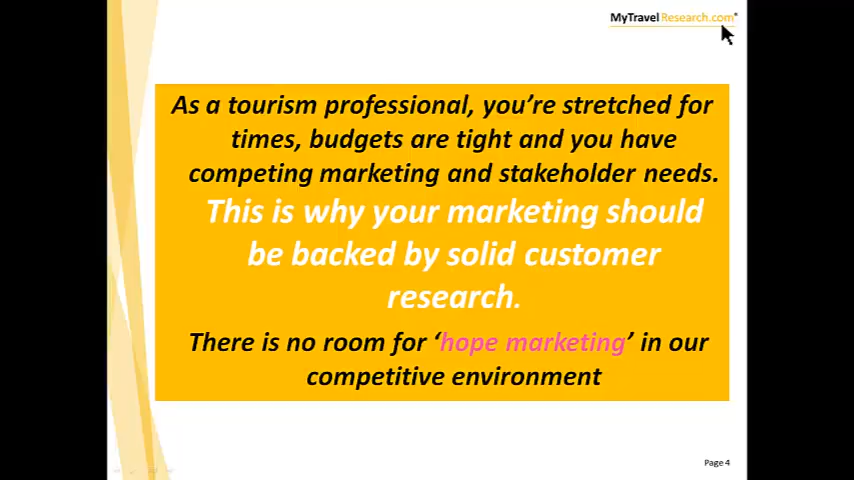 MyTravelResearch.com®
As a tourism professional, you’re stretched for
times, budgets are tight and you have
competing marketing and stakeholder needs.
This is why your marketing should
be backed by solid customer
research.
There is no room for ‘hope marketing’ in our
competitive environment
Page 4